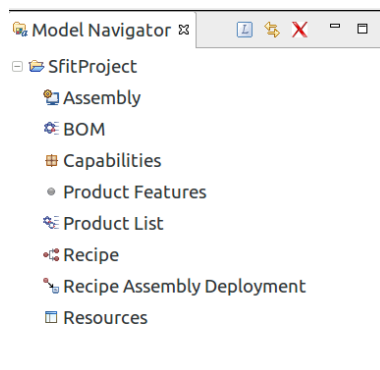 Model Navigator
SfitProject
Assembly
BOM
Capabilities
Product Features
Product List
Recipe
Recipe Assembly Deployment
Resources